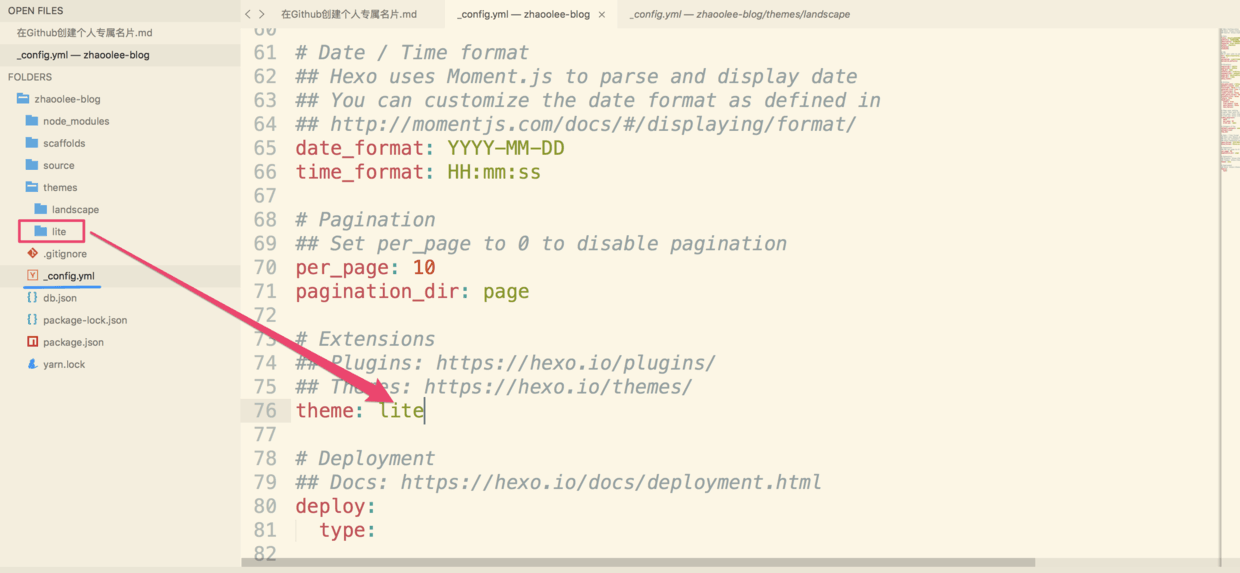 OPEN FILES
在Github创建个人专属名片.md
_config.yml — zhaoolee-blog
FOLDERS
zhaoolee-blog
node_modules
scaffolds
source
themes
landscape
lite
.gitignore
_config.yml
db.json
package-lock.json
package.json
yarn.lock
在Github创建个人专属名片.md
_config.yml — zhaoolee-blog ×
_config.yml — zhaoolee-blog/themes/landscape
60
61 # Date / Time format
62 ## Hexo uses Moment.js to parse and display date
63 ## You can customize the date format as defined in
64 ## http://momentjs.com/docs/#/displaying/format/
65 date_format: YYYY-MM-DD
66 time_format: HH:mm:ss
67
68 # Pagination
69 ## Set per_page to 0 to disable pagination
70 per_page: 10
71 pagination_dir: page
72
73 # Extensions
74 ## Plugins: https://hexo.io/plugins/
75 ## Themes: https://hexo.io/themes/
76 theme: lite
77
78 # Deployment
79 ## Docs: https://hexo.io/docs/deployment.html
80 deploy:
81 type:
82